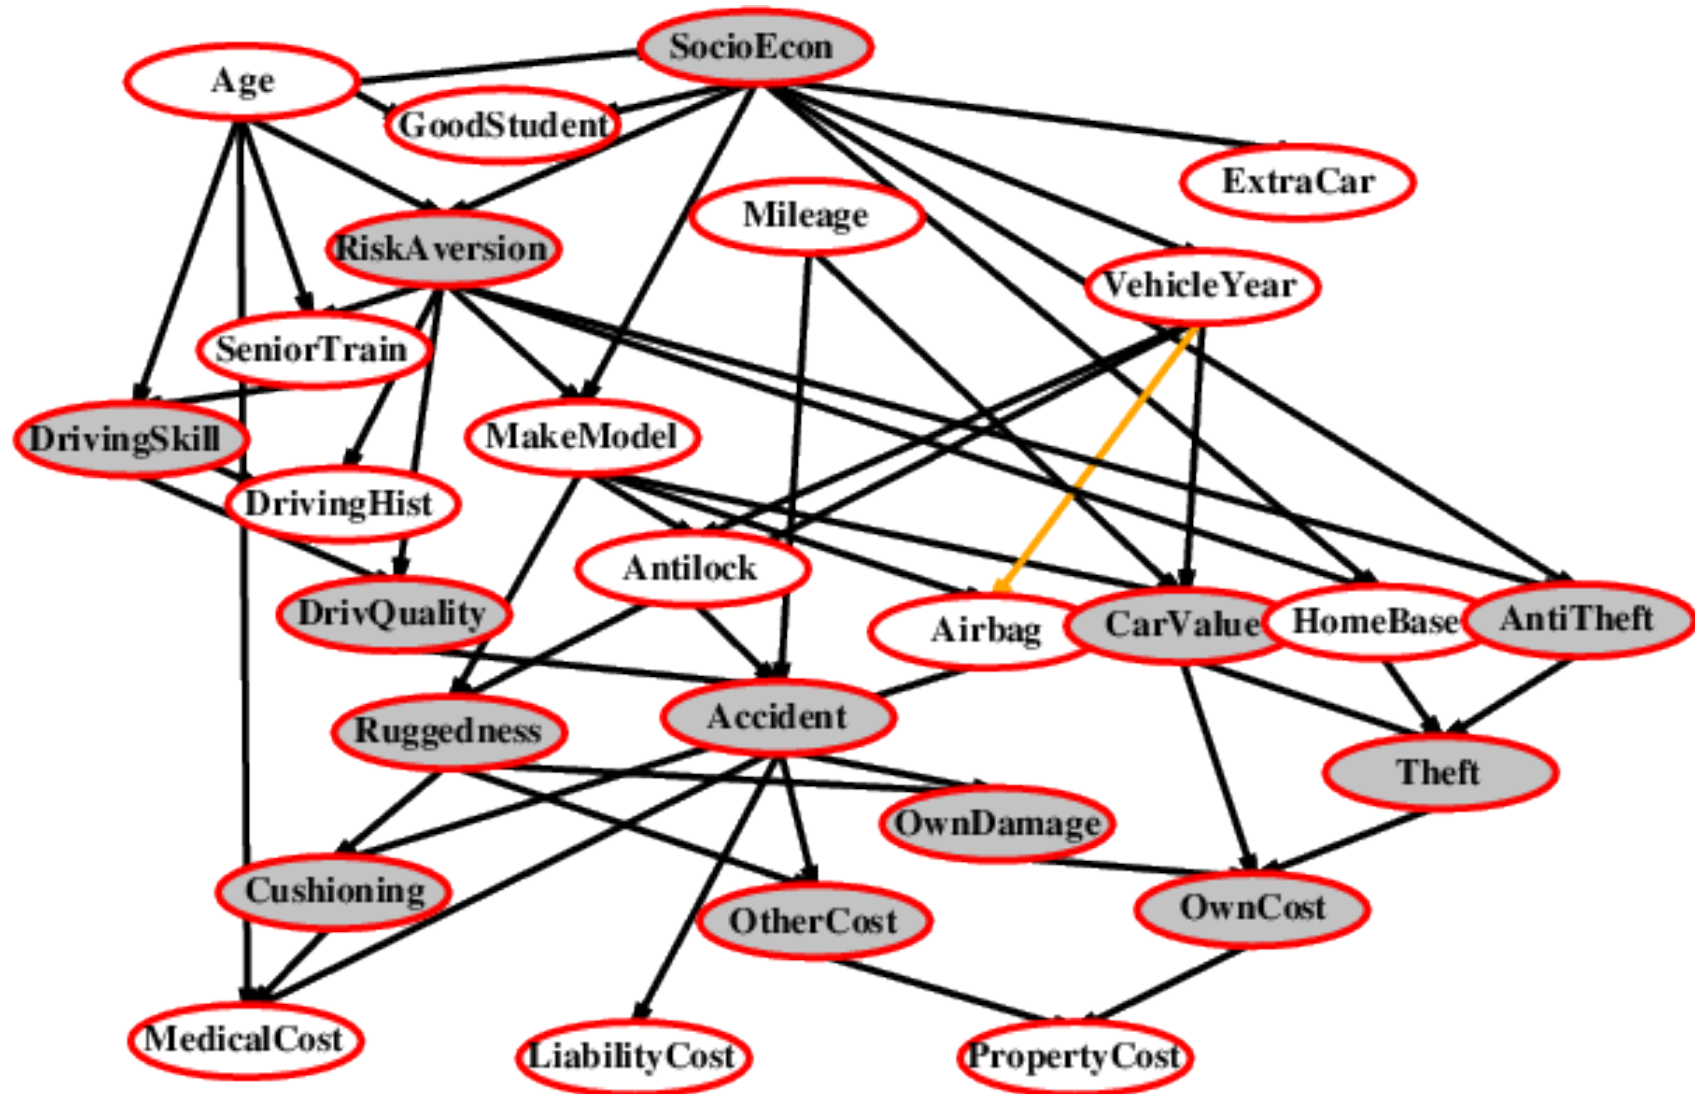 SocioEcon
Age
GoodStudent
ExtraCar
Mileage
RiskAversion
VehicleYear
SeniorTrain
DrivingSkill
MakeModel
DrivingHist
Antilock
DrivQuality
Airbag
CarValue
HomeBase
AntiTheft
Ruggedness
Accident
Theft
OwnDamage
Cushioning
OtherCost
OwnCost
MedicalCost
LiabilityCost
PropertyCost